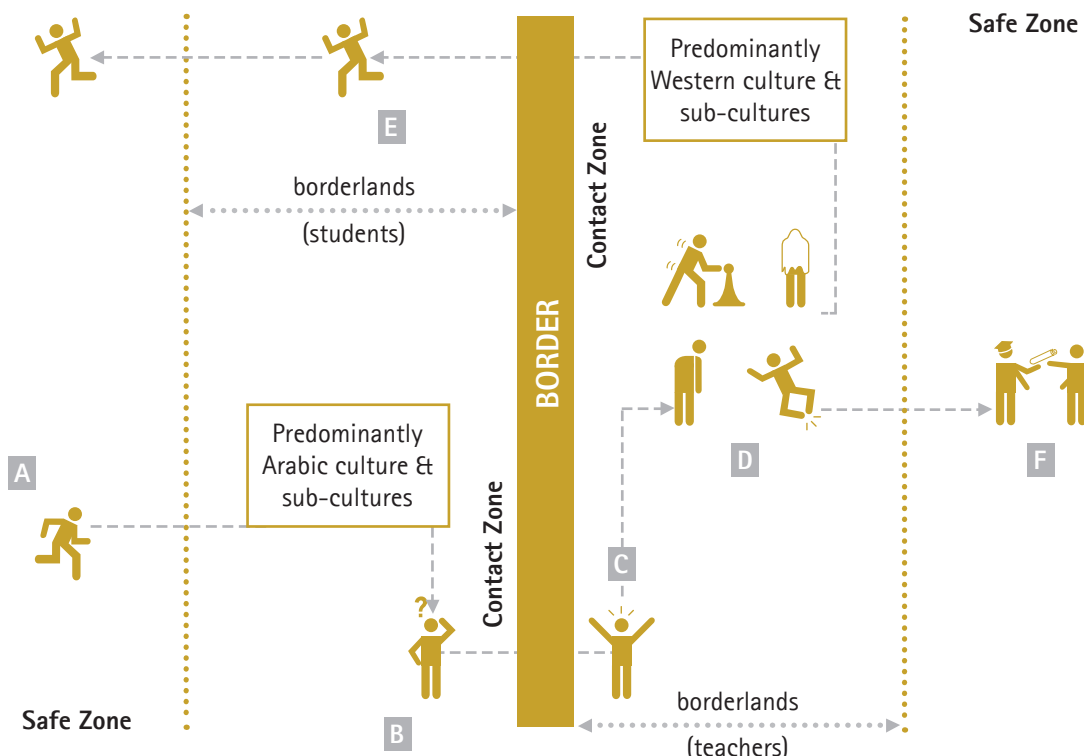 Safe Zone
Predominantly
Western culture &
sub-cultures
E
Contact Zone
borderlands
(students)
BORDER
Predominantly
Arabic culture &
sub-cultures
A
D
F
Contact Zone
C
?
B
borderlands
(teachers)
Safe Zone